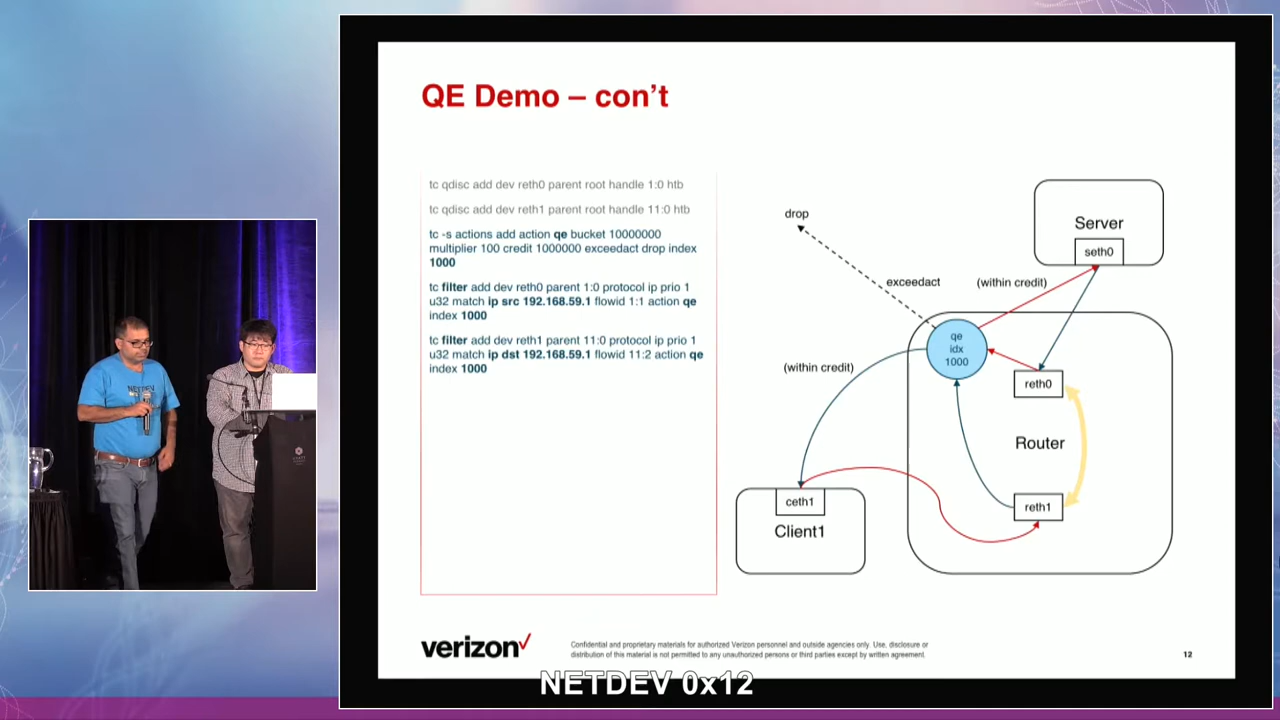 QE Demo – con't
tc qdisc add dev reth0 parent root handle 1:0 htb
tc qdisc add dev reth1 parent root handle 11:0 htb
tc -s actions add action qe bucket 10000000
multiplier 100 credit 1000000 exceedact drop index
1000
tc filter add dev reth0 parent 1:0 protocol ip prio 1
u32 match ip src 192.168.59.1 flowid 1:1 action qe
index 1000
tc filter add dev reth1 parent 11:0 protocol ip prio 1
u32 match ip dst 192.168.59.1 flowid 11:2 action qe
index 1000
drop
exceedact
(within credit)
Server
seth0
qe
idx
1000
(within credit)
reth0
Router
reth1
ceth1
Client1
verizon
Confidential and proprietary materials for authorized Verizon personnel and outside agencies only. Use, disclosure or
distribution of this material is not permitted to any unauthorized persons or third parties except by written agreement.
12
NETDEV 0x12
NETDEV